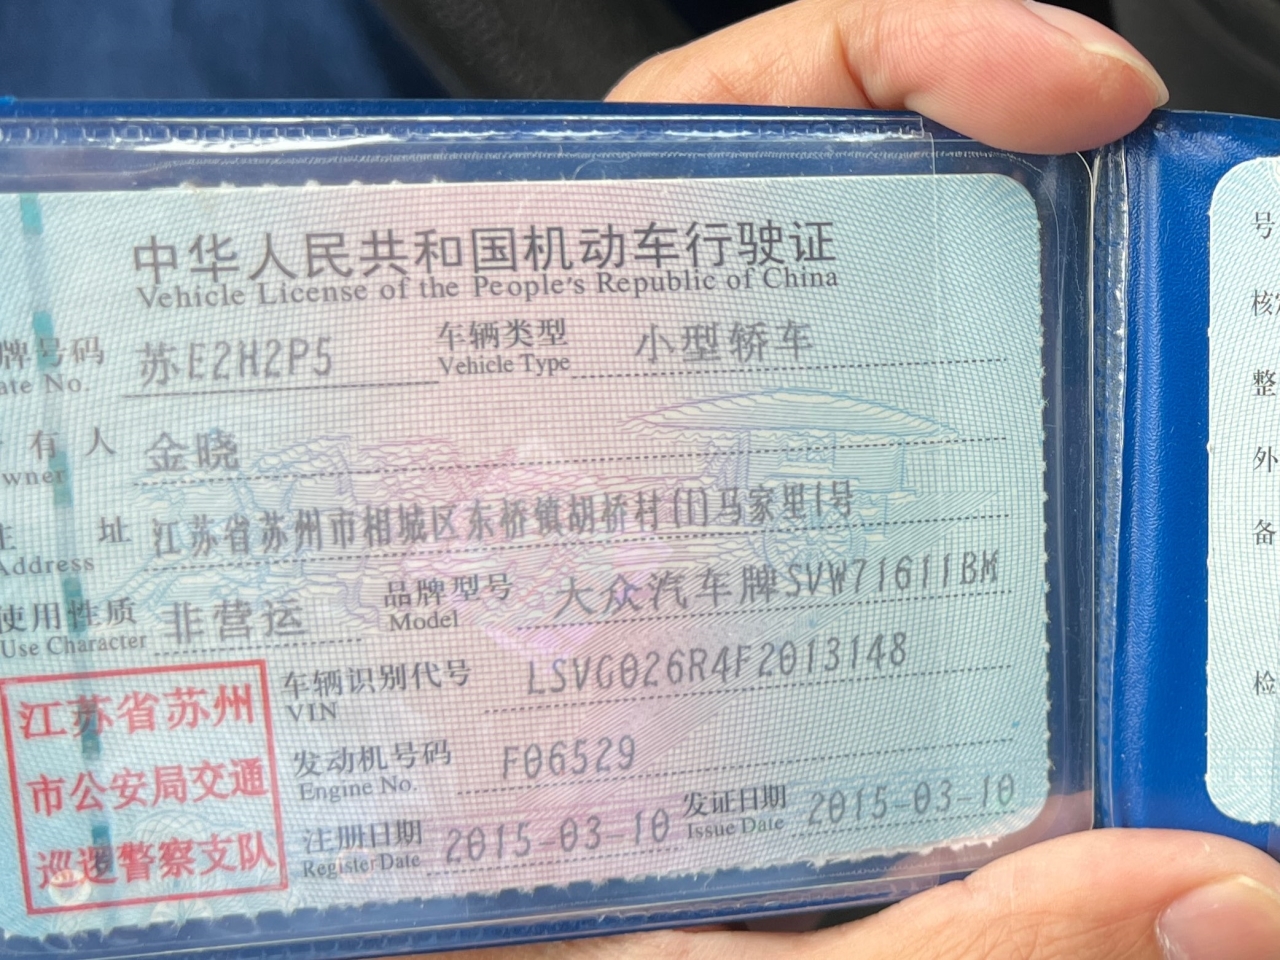 中华人民共和国机动车行驶证
Vehicle License of the People's Republic of China
牌号码 苏E2H2P5 车辆类型 小型轿车
ate No. Vehicle Type
有人 金晓
wner
址 江苏省苏州市相城区东桥镇胡桥村(1)马家里1号
Address
使用性质 非营运 品牌型号 大众汽车牌SVW71611BM
Use Character Model
车辆识别代号 LSVG026R4F2013148
VIN
发动机号码 F06529
Engine No.
注册日期 2015-03-10 发证日期 2015-03-10
Register Date Issue Date
江苏省苏州
市公安局交通
巡逻警察支队
号
核定
整
外
备
检